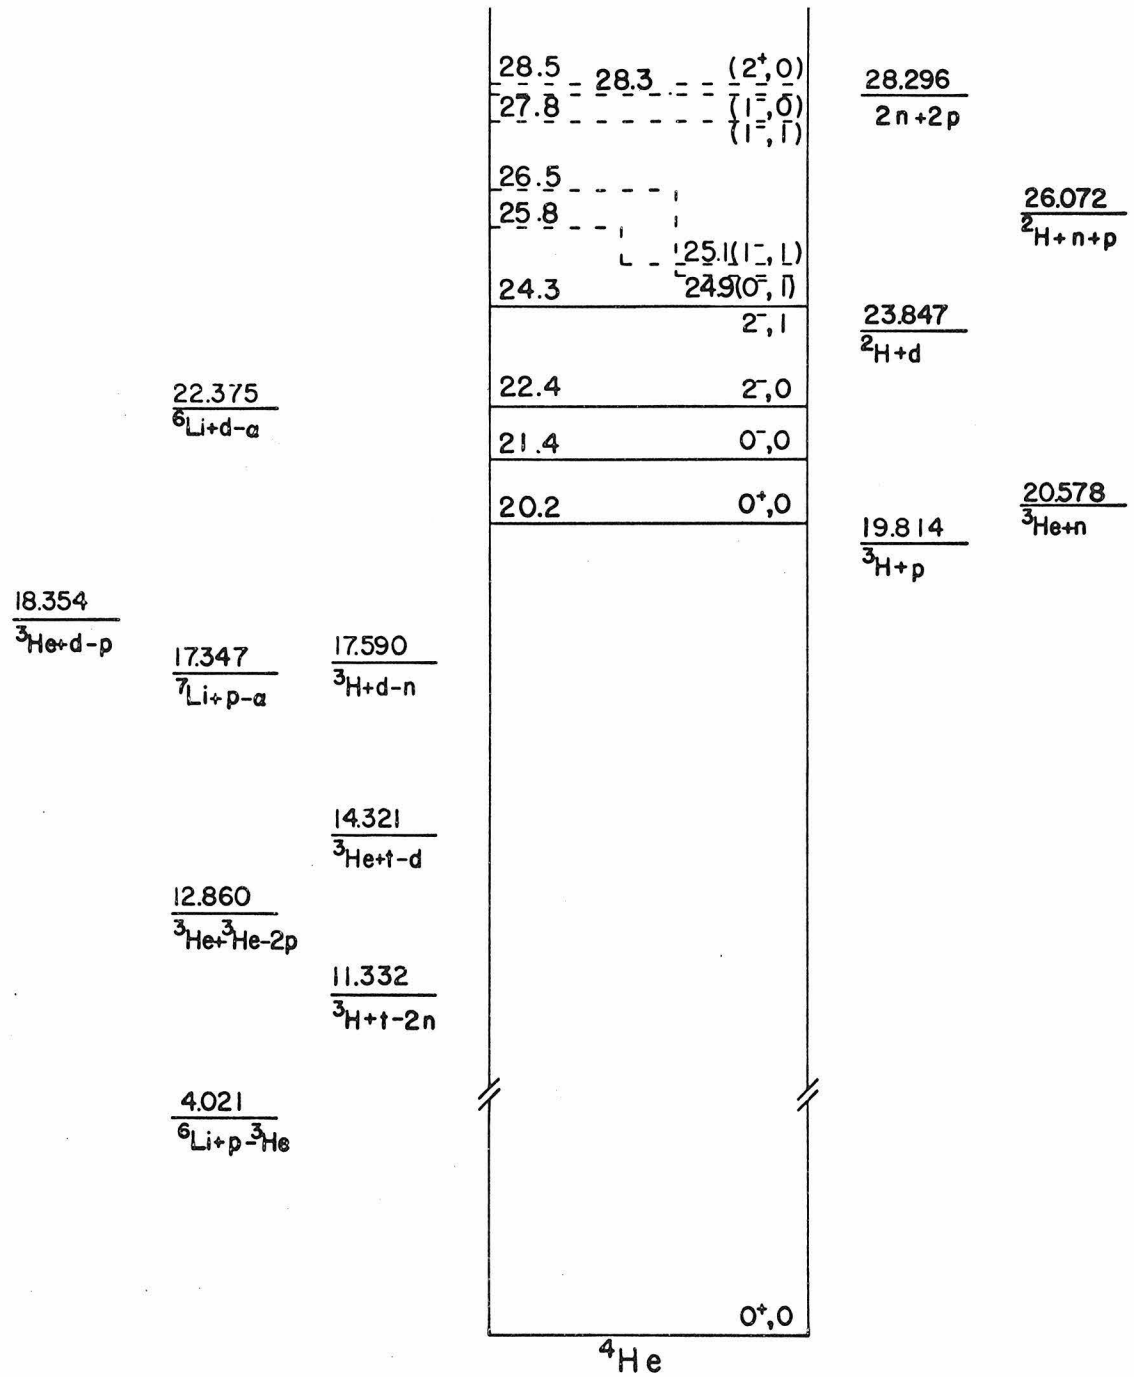 28.5 28.3 (2⁺,0)
28.296
2n+2p
27.8 (1⁻,0)
(1⁻,1)
26.5
26.072
²H+n+p
25.8
25.1(1⁻,1)
24.3 24.9(0⁻,1)
2⁻,1
23.847
²H+d
22.375
⁶Li+d-α
22.4 2⁻,0
21.4 0⁻,0
20.2 0⁺,0
20.578
³He+n
19.814
³H+p
18.354
³He+d-p
17.347
⁷Li+p-α
17.590
³H+d-n
14.321
³He+t-d
12.860
³He+³He-2p
11.332
³H+t-2n
4.021
⁶Li+p-³He
0⁺,0
⁴He